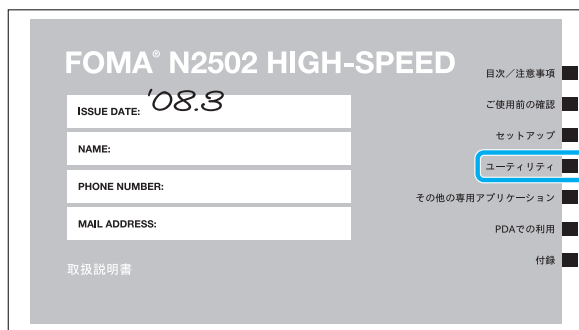 FOMA® N2502 HIGH-SPEED
ISSUE DATE: '08.3
NAME:
PHONE NUMBER:
MAIL ADDRESS:
取扱説明書
目次/注意事項
ご使用前の確認
セットアップ
ユーティリティ
その他の専用アプリケーション
PDAでの利用
付録